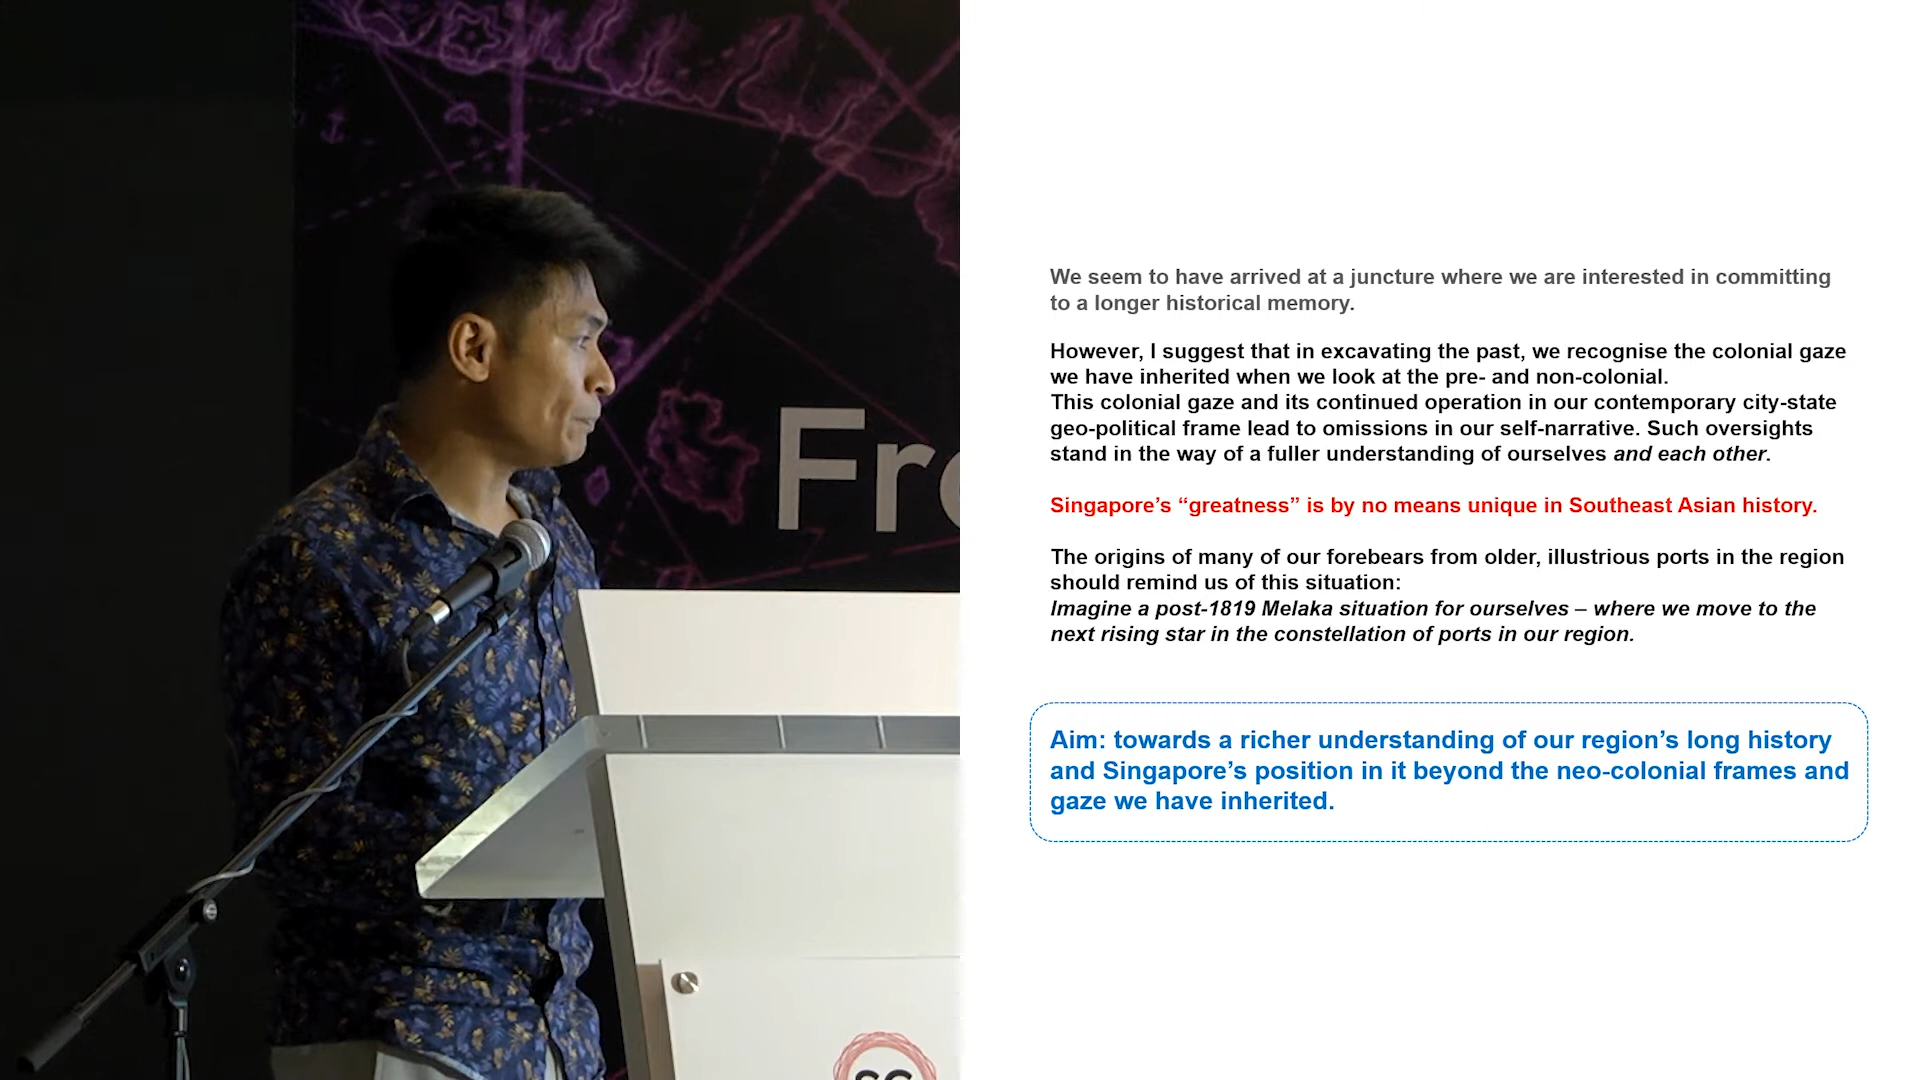 Fro
SG
We seem to have arrived at a juncture where we are interested in committing
to a longer historical memory.
However, I suggest that in excavating the past, we recognise the colonial gaze
we have inherited when we look at the pre- and non-colonial.
This colonial gaze and its continued operation in our contemporary city-state
geo-political frame lead to omissions in our self-narrative. Such oversights
stand in the way of a fuller understanding of ourselves and each other.
Singapore’s “greatness” is by no means unique in Southeast Asian history.
The origins of many of our forebears from older, illustrious ports in the region
should remind us of this situation:
Imagine a post-1819 Melaka situation for ourselves – where we move to the
next rising star in the constellation of ports in our region.
Aim: towards a richer understanding of our region’s long history
and Singapore’s position in it beyond the neo-colonial frames and
gaze we have inherited.